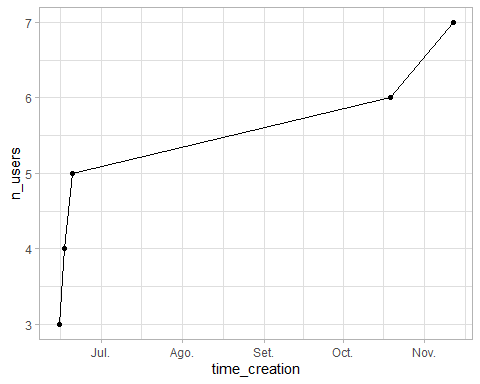 7
6
5
4
3
n_users
Jul.
Ago.
Set.
Oct.
Nov.
time_creation